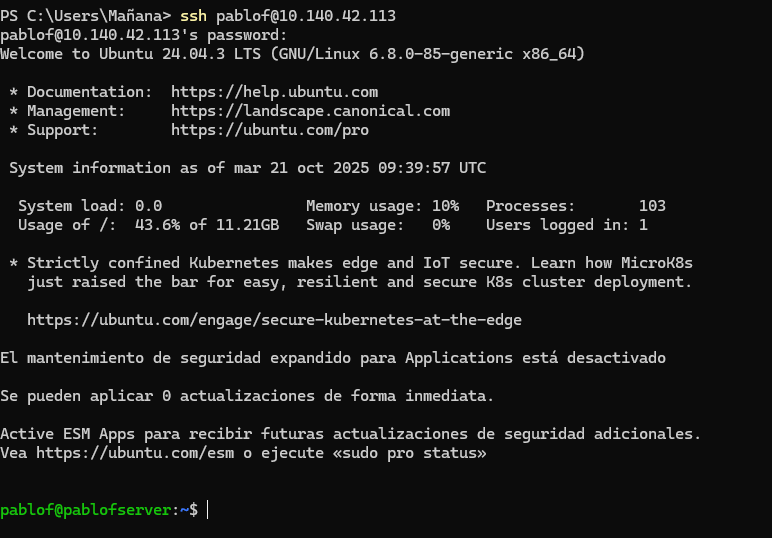 PS C:\Users\Mañana> ssh pablof@10.140.42.113
pablof@10.140.42.113's password:
Welcome to Ubuntu 24.04.3 LTS (GNU/Linux 6.8.0-85-generic x86_64)
* Documentation:  https://help.ubuntu.com
* Management:     https://landscape.canonical.com
* Support:        https://ubuntu.com/pro
System information as of mar 21 oct 2025 09:39:57 UTC
System load: 0.0                Memory usage: 10%   Processes:       103
Usage of /:  43.6% of 11.21GB   Swap usage:   0%    Users logged in: 1
* Strictly confined Kubernetes makes edge and IoT secure. Learn how MicroK8s
just raised the bar for easy, resilient and secure K8s cluster deployment.
https://ubuntu.com/engage/secure-kubernetes-at-the-edge
El mantenimiento de seguridad expandido para Applications está desactivado
Se pueden aplicar 0 actualizaciones de forma inmediata.
Active ESM Apps para recibir futuras actualizaciones de seguridad adicionales.
Vea https://ubuntu.com/esm o ejecute «sudo pro status»
pablof@pablofserver:~$